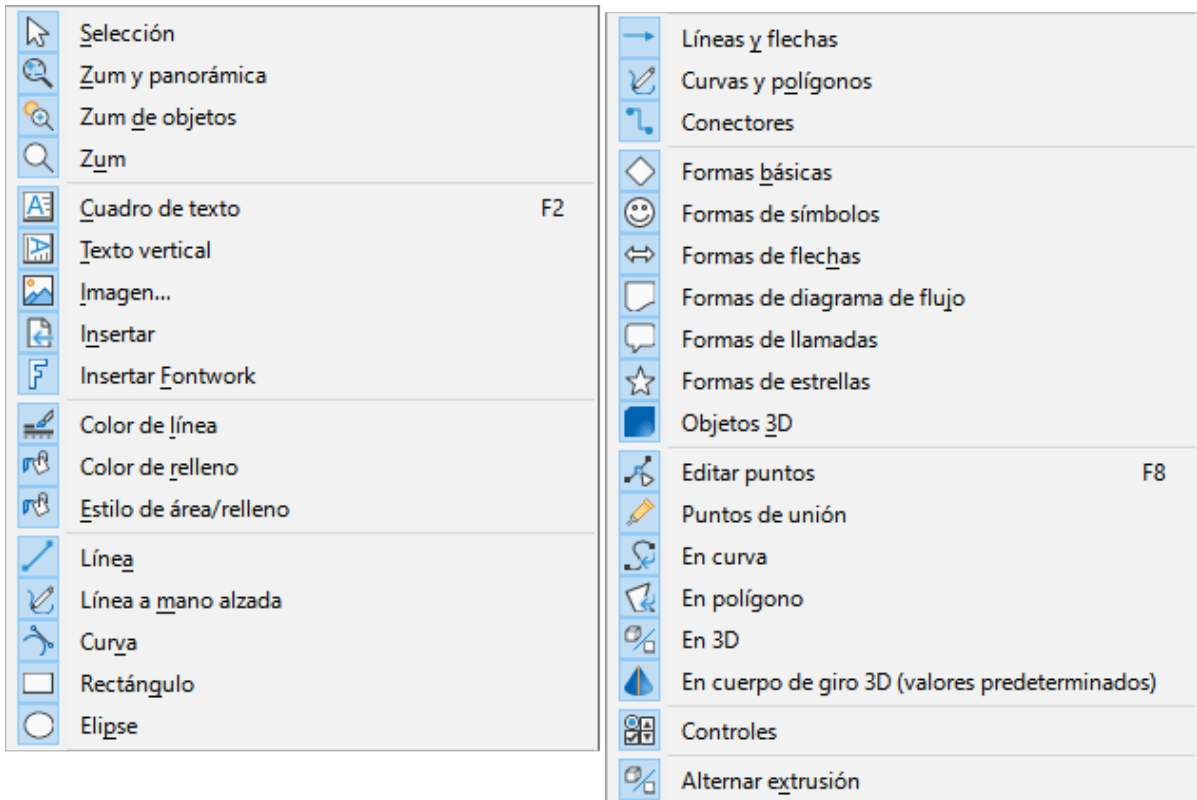 Selección
Zum y panorámica
Zum de objetos
Zum
Cuadro de texto F2
Texto vertical
Imagen...
Insertar
Insertar Fontwork
Color de línea
Color de relleno
Estilo de área/relleno
Línea
Línea a mano alzada
Curva
Rectángulo
Elipse
Líneas y flechas
Curvas y polígonos
Conectores
Formas básicas
Formas de símbolos
Formas de flechas
Formas de diagrama de flujo
Formas de llamadas
Formas de estrellas
Objetos 3D
Editar puntos F8
Puntos de unión
En curva
En polígono
En 3D
En cuerpo de giro 3D (valores predeterminados)
Controles
Alternar extrusión